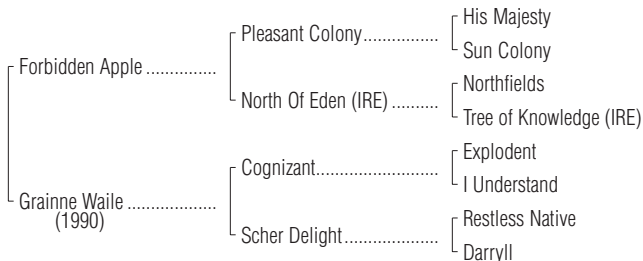 His Majesty
Pleasant Colony.................
Sun Colony
Forbidden Apple ...............
Northfields
North Of Eden (IRE) ..........
Tree of Knowledge (IRE)
Explodent
Cognizant...........................
I Understand
Grainne Waile ...................
(1990)
Restless Native
Scher Delight.....................
Darryll